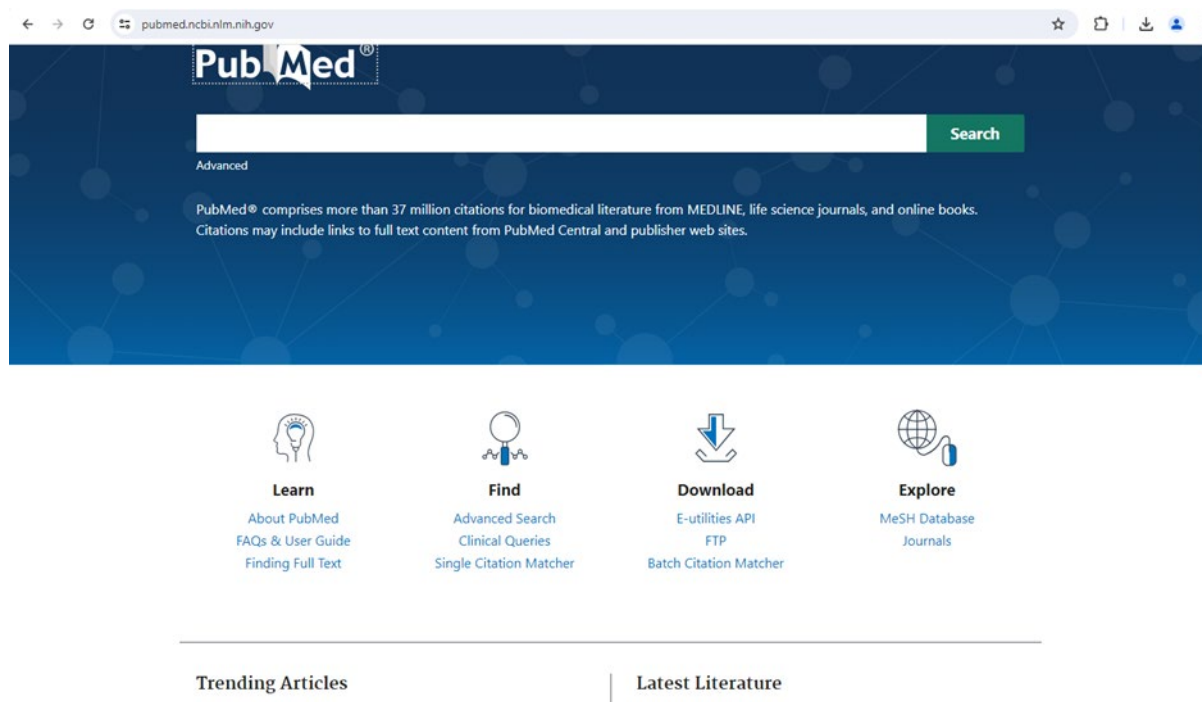 pubmed.ncbi.nlm.nih.gov
PubMed®
Search
Advanced
PubMed® comprises more than 37 million citations for biomedical literature from MEDLINE, life science journals, and online books.
Citations may include links to full text content from PubMed Central and publisher web sites.
Learn
About PubMed
FAQs & User Guide
Finding Full Text
Find
Advanced Search
Clinical Queries
Single Citation Matcher
Download
E-utilities API
FTP
Batch Citation Matcher
Explore
MeSH Database
Journals
Trending Articles
Latest Literature